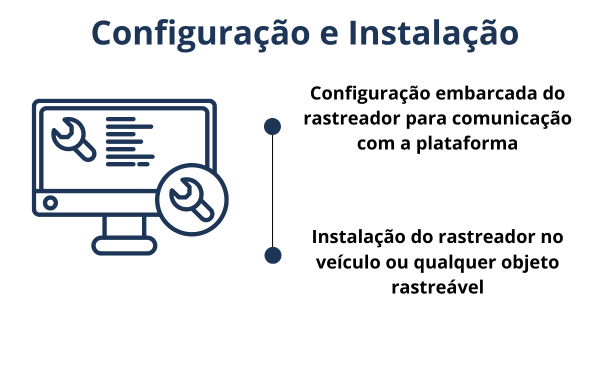 Configuração e Instalação
Configuração embarcada do
rastreador para comunicação
com a plataforma
Instalação do rastreador no
veículo ou qualquer objeto
rastreável